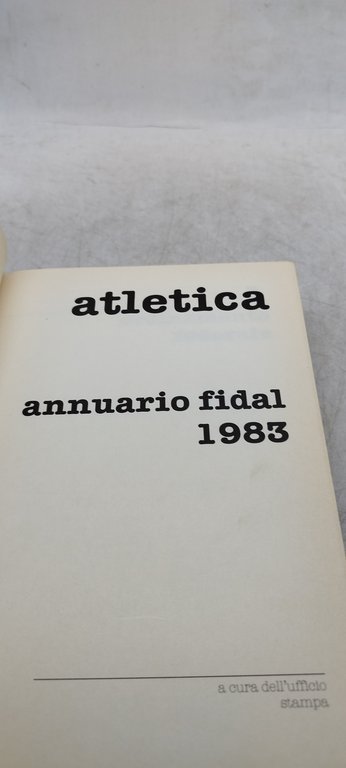 atletica
annuario fidal
1983
a cura dell'ufficio
stampa